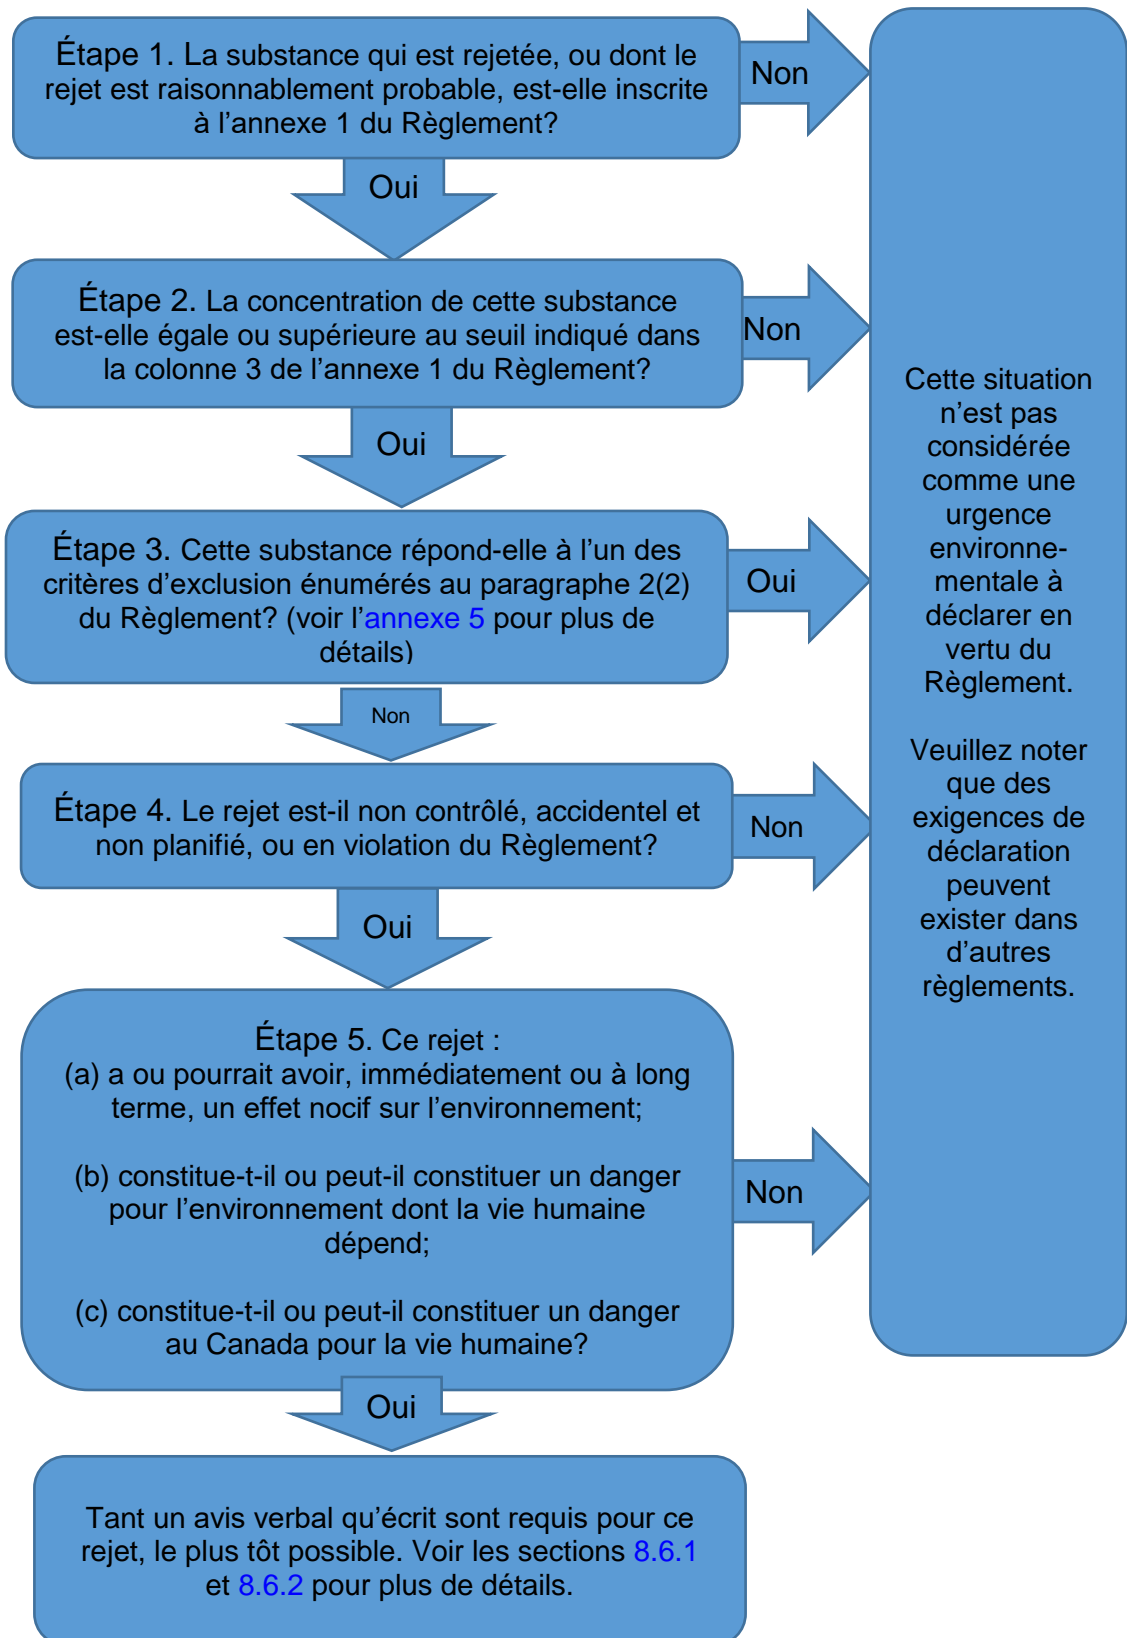 Étape 1. La substance qui est rejetée, ou dont le
rejet est raisonnablement probable, est-elle inscrite
à l'annexe 1 du Règlement?
Non
Oui
Étape 2. La concentration de cette substance
est-elle égale ou supérieure au seuil indiqué dans
la colonne 3 de l'annexe 1 du Règlement?
Non
Oui
Étape 3. Cette substance répond-elle à l'un des
critères d'exclusion énumérés au paragraphe 2(2)
du Règlement? (voir l'annexe 5 pour plus de
détails)
Oui
Non
Étape 4. Le rejet est-il non contrôlé, accidentel et
non planifié, ou en violation du Règlement?
Non
Oui
Étape 5. Ce rejet :
(a) a ou pourrait avoir, immédiatement ou à long
terme, un effet nocif sur l'environnement;
(b) constitue-t-il ou peut-il constituer un danger
pour l'environnement dont la vie humaine
dépend;
(c) constitue-t-il ou peut-il constituer un danger
au Canada pour la vie humaine?
Non
Oui
Tant un avis verbal qu'écrit sont requis pour ce
rejet, le plus tôt possible. Voir les sections 8.6.1
et 8.6.2 pour plus de détails.
Cette situation
n'est pas
considérée
comme une
urgence
environne-
mentale à
déclarer en
vertu du
Règlement.
Veuillez noter
que des
exigences de
déclaration
peuvent
exister dans
d'autres
règlements.